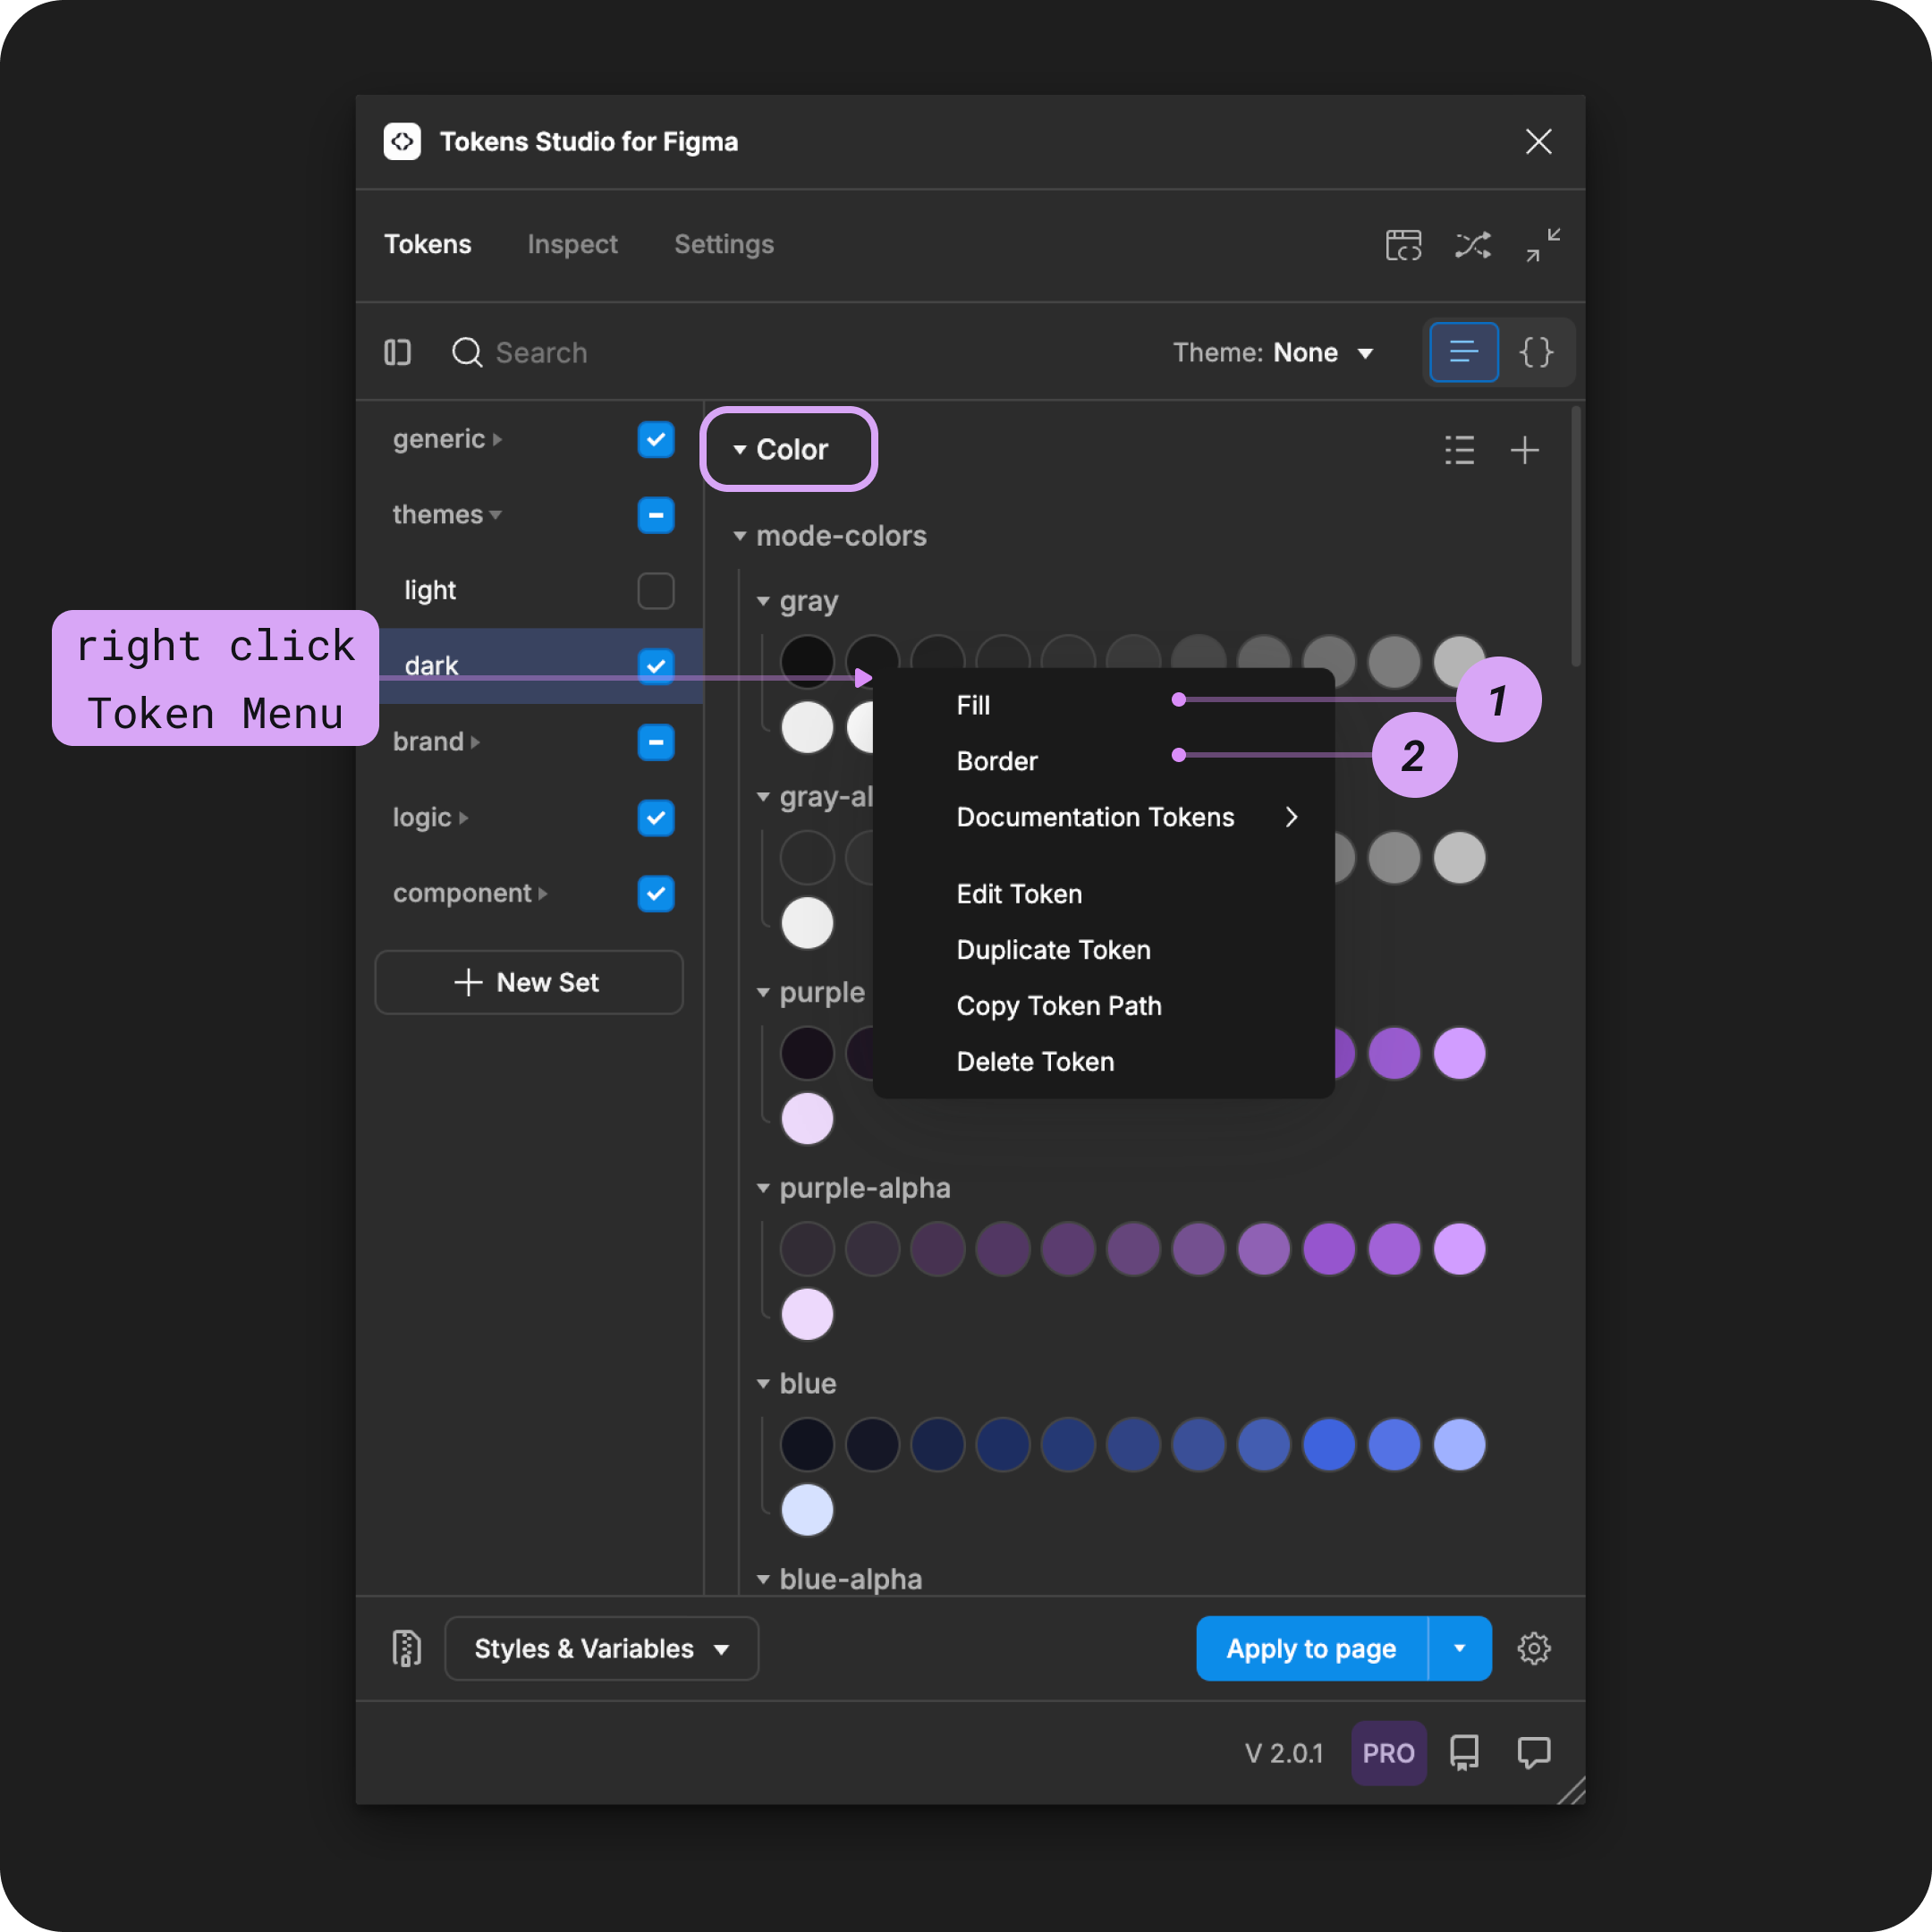 Tokens Studio for Figma
Tokens Inspect Settings
Search Theme: None {}
generic
themes
light
dark
brand
logic
component
New Set
right click
Token Menu
Color
mode-colors
gray
gray-al
purple
purple-alpha
blue
blue-alpha
Fill 1
Border 2
Documentation Tokens
Edit Token
Duplicate Token
Copy Token Path
Delete Token
Styles & Variables Apply to page
V 2.0.1 PRO